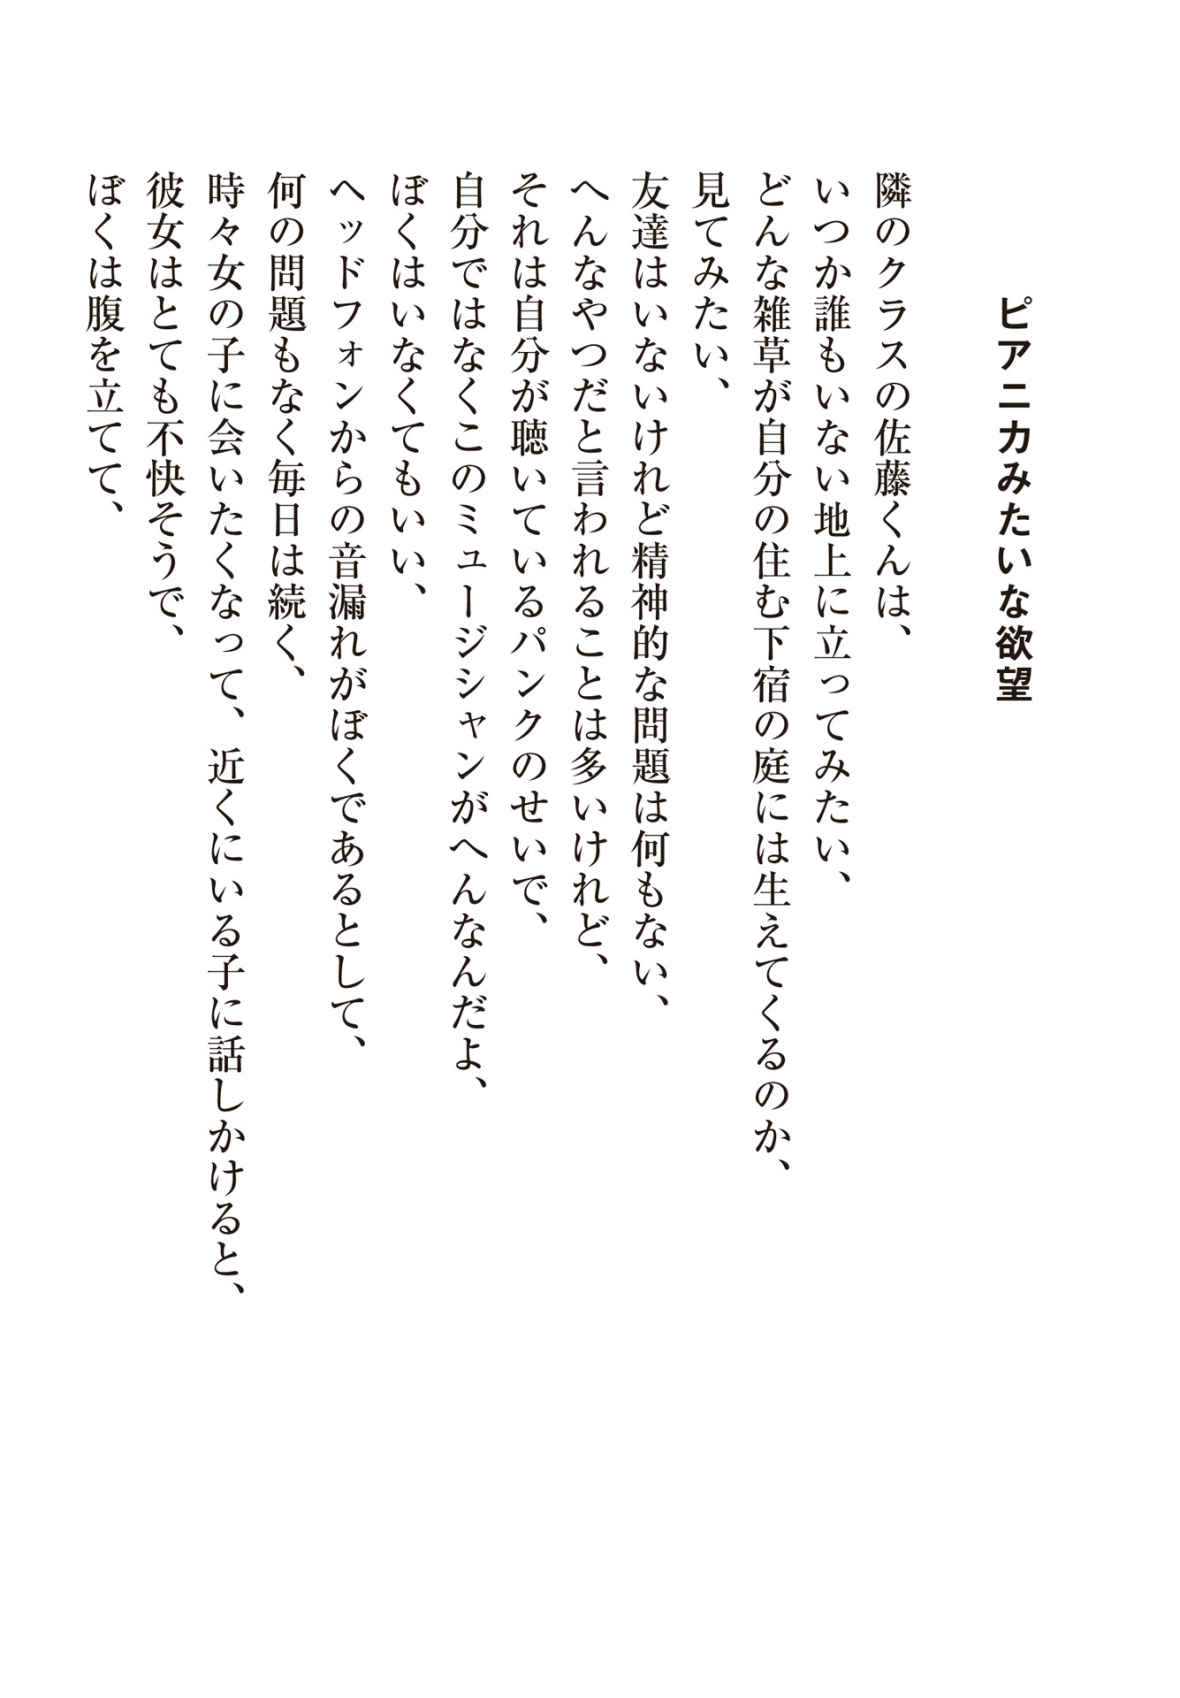 ピアニカみたいな欲望
隣のクラスの佐藤くんは、
いつか誰もいない地上に立ってみたい、
どんな雑草が自分の住む下宿の庭には生えてくるのか、
見てみたい、
友達はいないけれど精神的な問題は何もない、
へんなやつだと言われることは多いけれど、
それは自分が聴いているパンクのせいで、
自分ではなくこのミュージシャンがへんなんだよ、
ぼくはいなくてもいい、
ヘッドフォンからの音漏れがぼくであるとして、
何の問題もなく毎日は続く、
時々女の子に会いたくなって、近くにいる子に話しかけると、
彼女はとても不快そうで、
ぼくは腹を立てて、